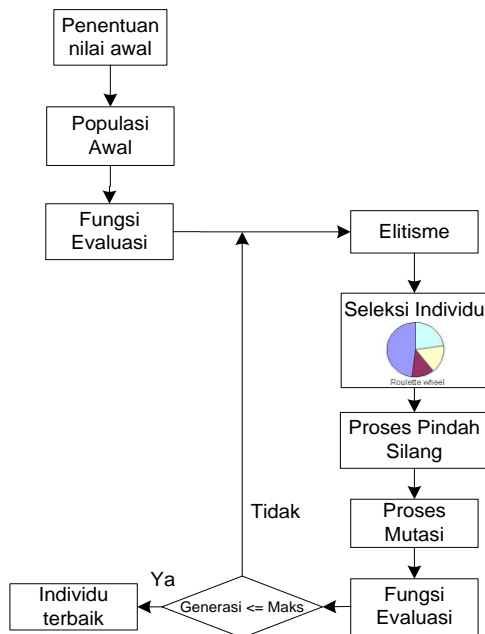 Penentuan
nilai awal
Populasi
Awal
Fungsi
Evaluasi
Elitisme
Seleksi Individu
Roulette wheel
Proses Pindah
Silang
Proses
Mutasi
Fungsi
Evaluasi
Generasi <= Maks
Tidak
Ya
Individu
terbaik